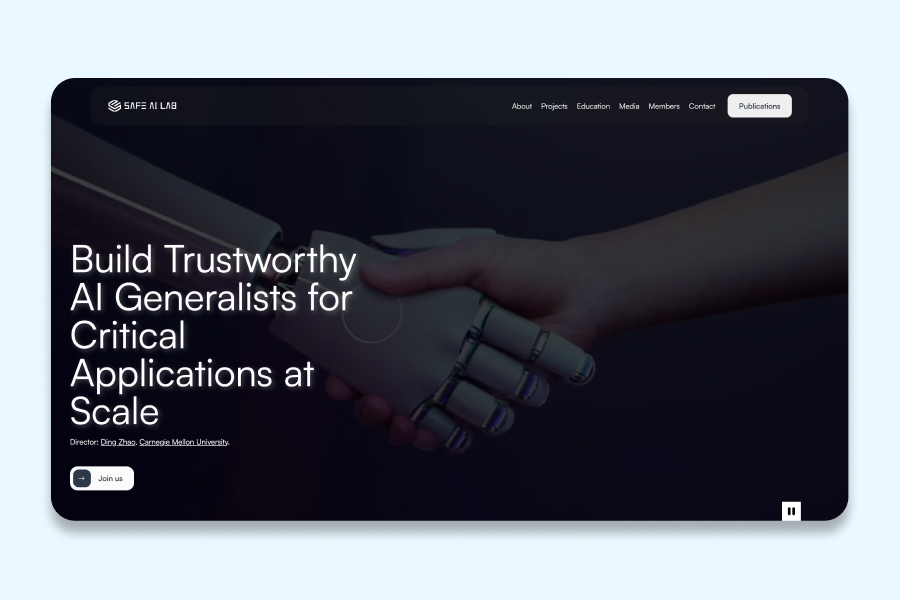 SAFE AI LAB
About Projects Education Media Members Contact Publications
Build Trustworthy
AI Generalists for
Critical
Applications at
Scale
Director: Ding Zhao, Carnegie Mellon University.
→ Join us